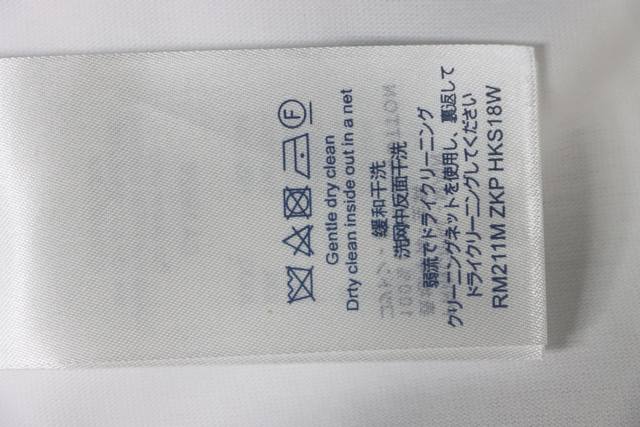 F
Gentle dry clean
Drty clean inside out in a net
缓和干洗
洗网中反面干洗
弱流でドライクリーニング
クリーニングネットを使用し、裏返して
ドライクリーニングしてください
RM211M ZKP HKS18W